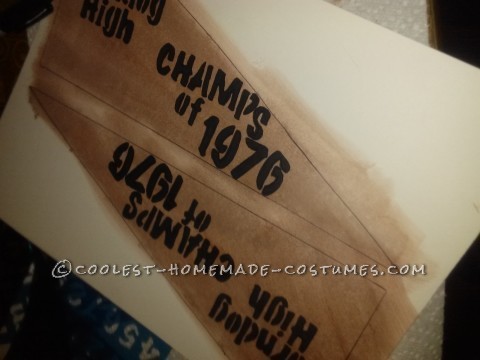 High
CHAMPS
of 1976
© COOLEST-HOMEMADE-COSTUMES.COM
High
CHAMPS
of 1976